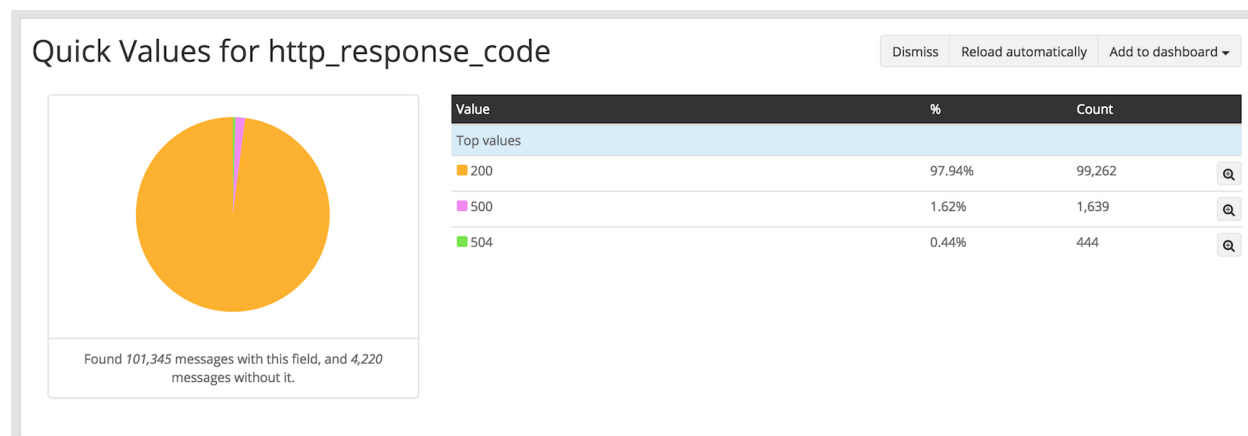 Quick Values for http_response_code
Dismiss Reload automatically Add to dashboard
Value % Count
Top values
200 97.94% 99,262
500 1.62% 1,639
504 0.44% 444
Found 101,345 messages with this field, and 4,220
messages without it.